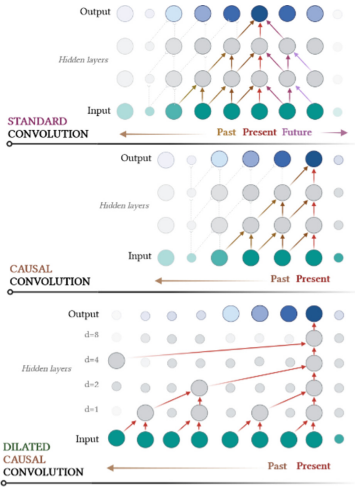 Output
Hidden layers
Input
STANDARD
CONVOLUTION
Past Present Future
Output
Hidden layers
Input
CAUSAL
CONVOLUTION
Past Present
Output
d=8
d=4
Hidden layers
d=2
d=1
Input
DILATED
CAUSAL
CONVOLUTION
Past Present